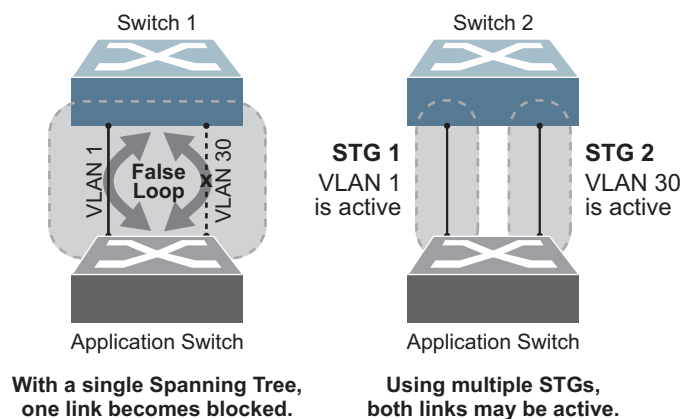 Switch 1
VLAN 1
False
Loop
x
VLAN 30
Application Switch
With a single Spanning Tree,
one link becomes blocked.
Switch 2
STG 1
VLAN 1
is active
STG 2
VLAN 30
is active
Application Switch
Using multiple STGs,
both links may be active.